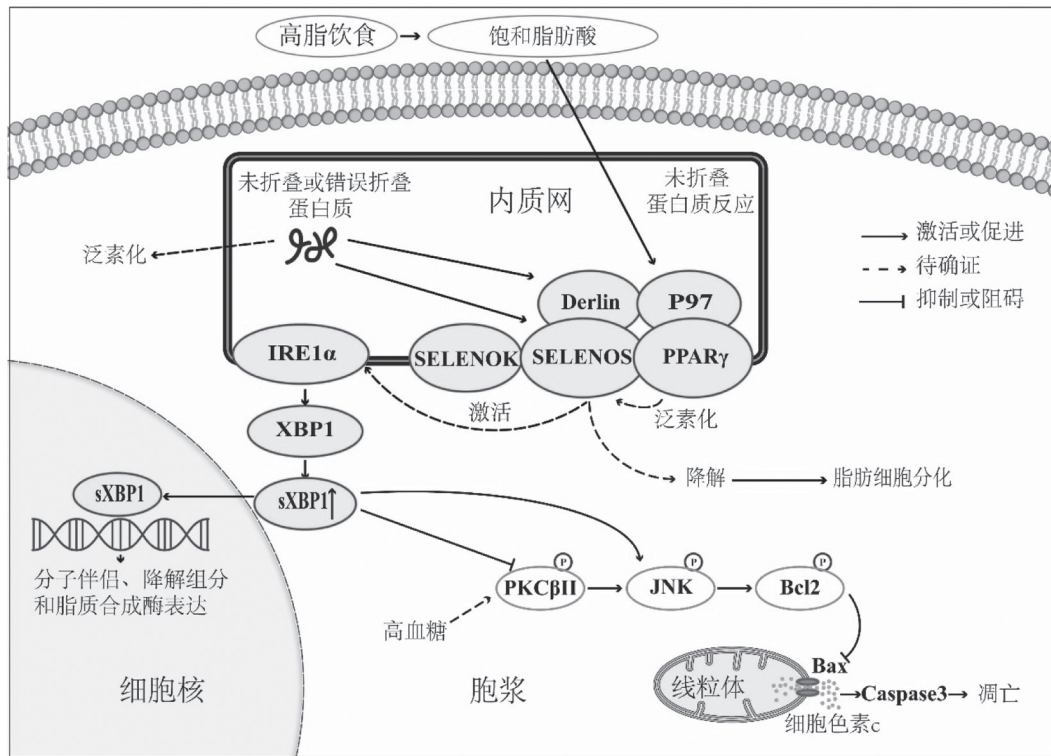 高脂饮食
饱和脂肪酸
未折叠或错误折叠
蛋白质
内质网
未折叠
蛋白质反应
激活或促进
待确证
抑制或阻碍
泛素化
Derlin
P97
IRE1α
SELENOK
SELENOS
PPARγ
激活
泛素化
XBP1
降解
脂肪细胞分化
sXBP1
sXBP1↑
分子伴侣、降解组分
和脂质合成酶表达
P
P
P
PKCβII
JNK
Bcl2
高血糖
细胞核
胞浆
线粒体
Bax
Caspase3
凋亡
细胞色素c